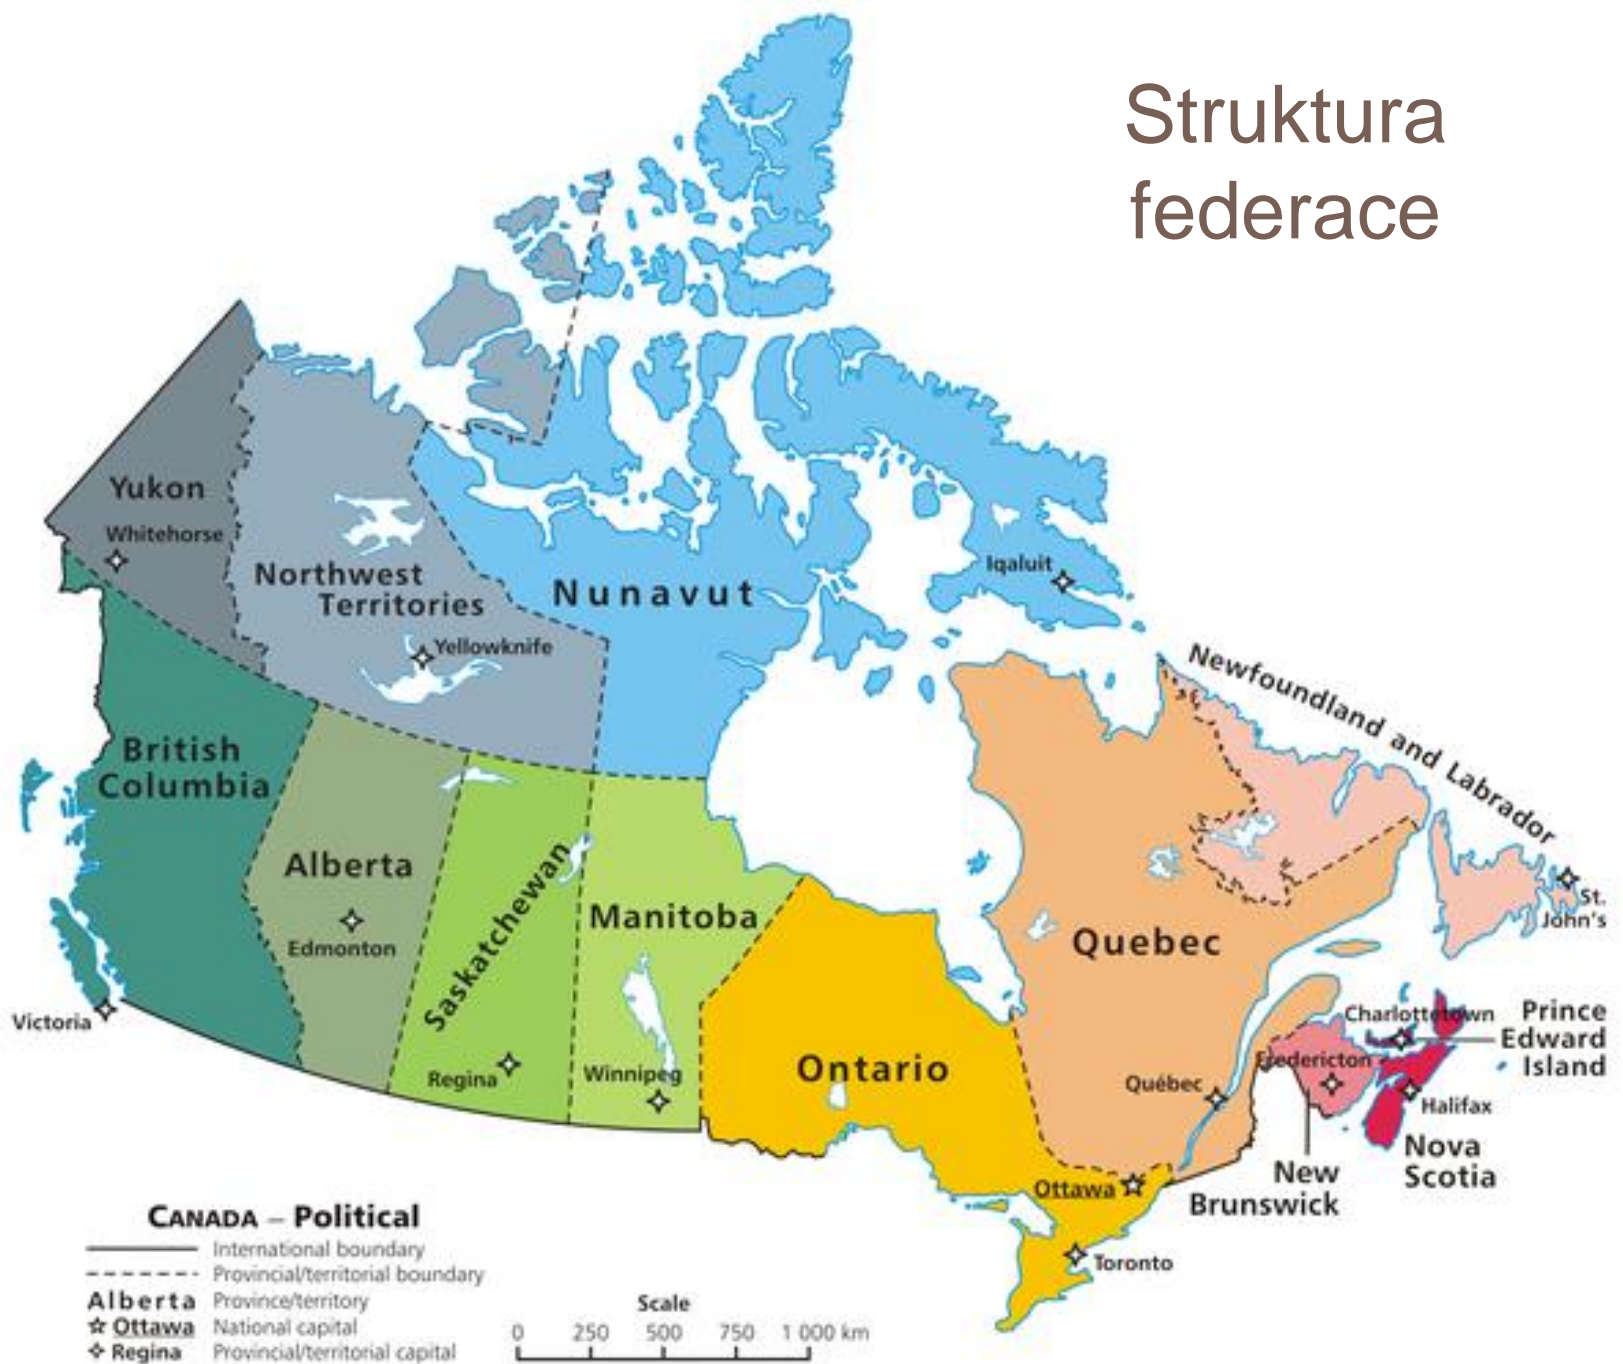 Struktura
federace
Yukon
Whitehorse
Northwest
Territories
Yellowknife
Nunavut
Iqaluit
Newfoundland and Labrador
St.
John's
British
Columbia
Victoria
Alberta
Edmonton
Saskatchewan
Regina
Manitoba
Winnipeg
Ontario
Ottawa
Toronto
Quebec
Québec
Charlottetown
Prince
Edward
Island
Fredericton
Halifax
Nova
Scotia
New
Brunswick
CANADA – Political
International boundary
Provincial/territorial boundary
Alberta Province/territory
Ottawa National capital
Regina Provincial/territorial capital
Scale
0 250 500 750 1 000 km